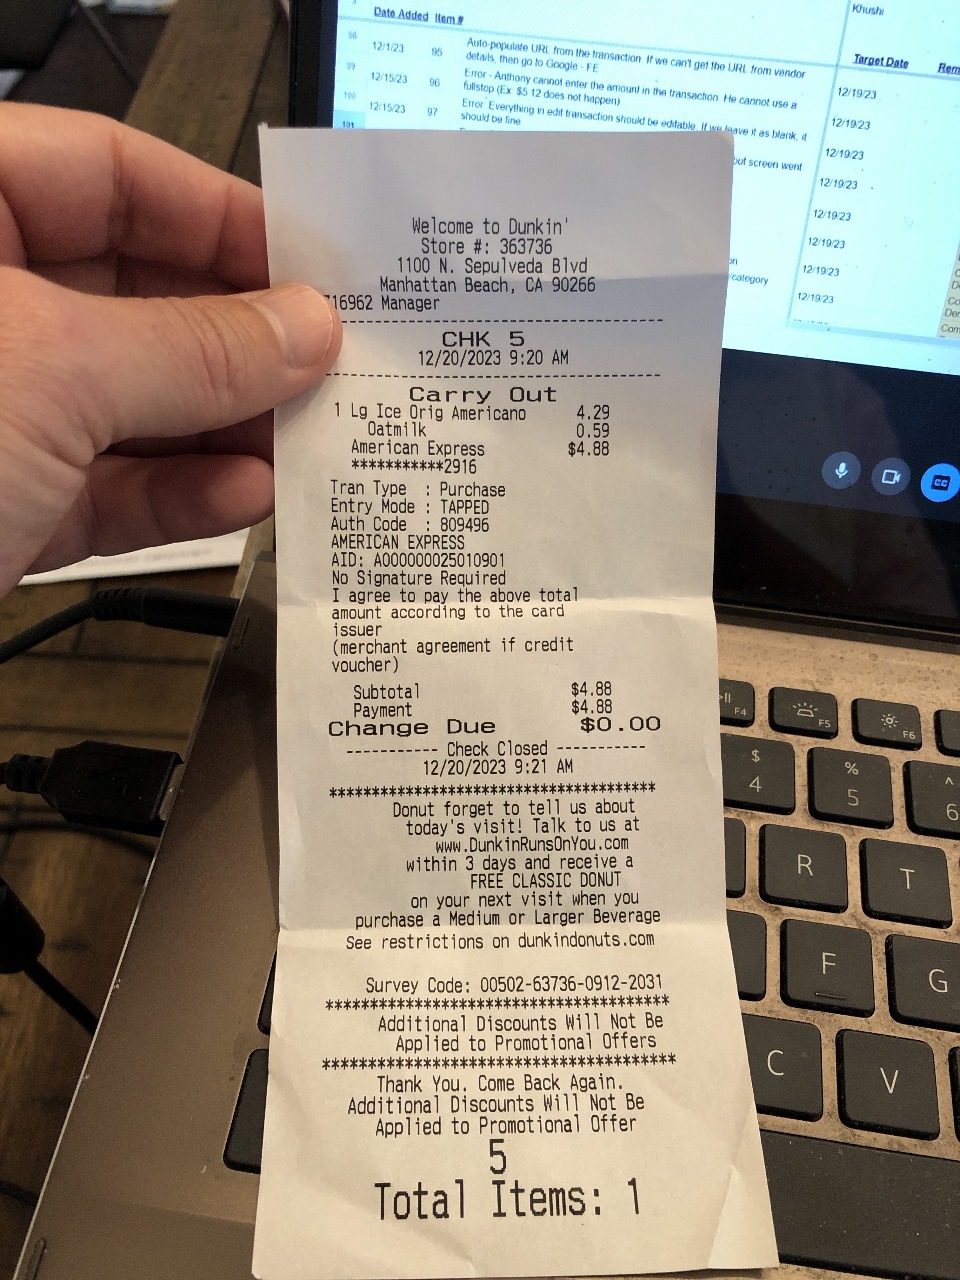 Khushi
Date Added Item #
Target Date
98 12/1/23 95 Auto-populate URL from the transaction. If we can't get the URL from vendor
details, then go to Google - FE
12/19/23
99 12/15/23 96 Error - Anthony cannot enter the amount in the transaction. He cannot use a
fullstop (Ex: $5.12 does not happen)
12/19/23
100 12/15/23 97 Error: Everything in edit transaction should be editable. If we leave it as blank, it
should be fine
12/19/23
101
but screen went
12/19/23
12/19/23
12/19/23
category
12/19/23
12/19/23
Welcome to Dunkin'
Store #: 363736
1100 N. Sepulveda Blvd
Manhattan Beach, CA 90266
716962 Manager
CHK 5
12/20/2023 9:20 AM
Carry Out
1 Lg Ice Orig Americano 4.29
Oatmilk 0.59
American Express $4.88
***********2916
Tran Type : Purchase
Entry Mode : TAPPED
Auth Code : 809496
AMERICAN EXPRESS
AID: A000000025010901
No Signature Required
I agree to pay the above total
amount according to the card
issuer
(merchant agreement if credit
voucher)
Subtotal $4.88
Payment $4.88
Change Due $0.00
----------- Check Closed -----------
12/20/2023 9:21 AM
***************************************
Donut forget to tell us about
today's visit! Talk to us at
www.DunkinRunsOnYou.com
within 3 days and receive a
FREE CLASSIC DONUT
on your next visit when you
purchase a Medium or Larger Beverage
See restrictions on dunkindonuts.com
Survey Code: 00502-63736-0912-2031
***************************************
Additional Discounts Will Not Be
Applied to Promotional Offers
***************************************
Thank You. Come Back Again.
Additional Discounts Will Not Be
Applied to Promotional Offer
5
Total Items: 1
CC
F4 F5 F6
$ % ^
4 5 6
R T
F G
C V